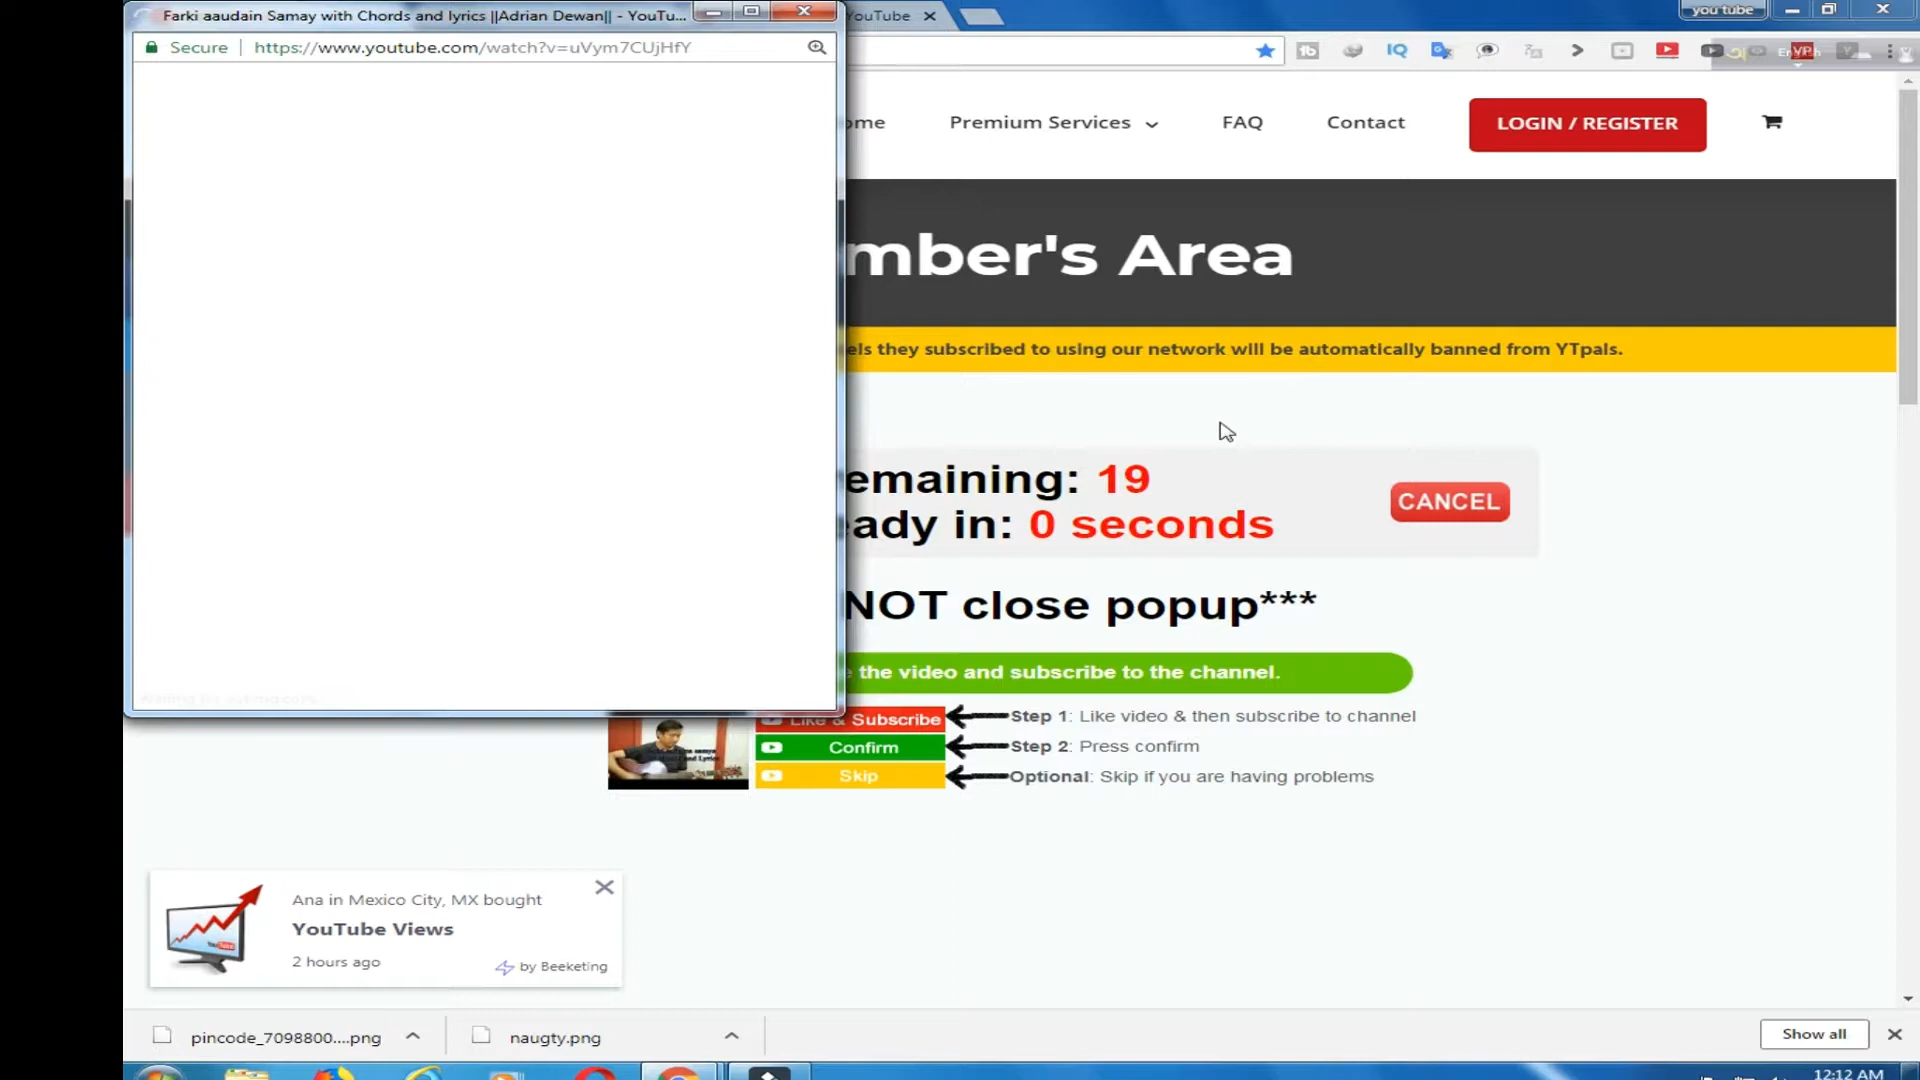 Farki aaudain Samay with Chords and lyrics ||Adrian Dewan|| - YouTu...
YouTube
you tube
Secure
https://www.youtube.com/watch?v=uVym7CUjHfY
IQ
VP
ome
Premium Services
FAQ
Contact
LOGIN / REGISTER
mber's Area
els they subscribed to using our network will be automatically banned from YTpals.
emaining: 19
ady in: 0 seconds
CANCEL
NOT close popup***
the video and subscribe to the channel.
Like & Subscribe
Step 1: Like video & then subscribe to channel
Confirm
Step 2: Press confirm
Skip
Optional: Skip if you are having problems
Ana in Mexico City, MX bought
YouTube Views
2 hours ago
by Beeketing
pincode_7098800....png
naugty.png
Show all
12:12 AM